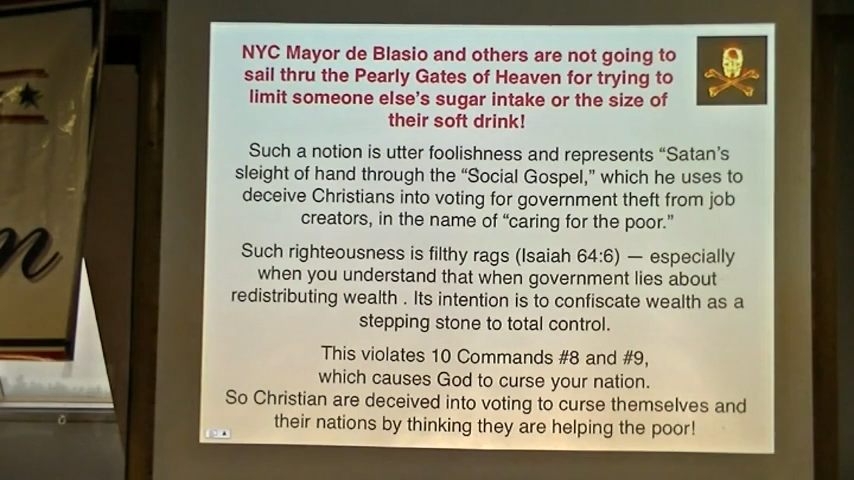 NYC Mayor de Blasio and others are not going to
sail thru the Pearly Gates of Heaven for trying to
limit someone else's sugar intake or the size of
their soft drink!
Such a notion is utter foolishness and represents “Satan's
sleight of hand through the “Social Gospel,” which he uses to
deceive Christians into voting for government theft from job
creators, in the name of “caring for the poor.”
Such righteousness is filthy rags (Isaiah 64:6) — especially
when you understand that when government lies about
redistributing wealth . Its intention is to confiscate wealth as a
stepping stone to total control.
This violates 10 Commands #8 and #9,
which causes God to curse your nation.
So Christian are deceived into voting to curse themselves and
their nations by thinking they are helping the poor!